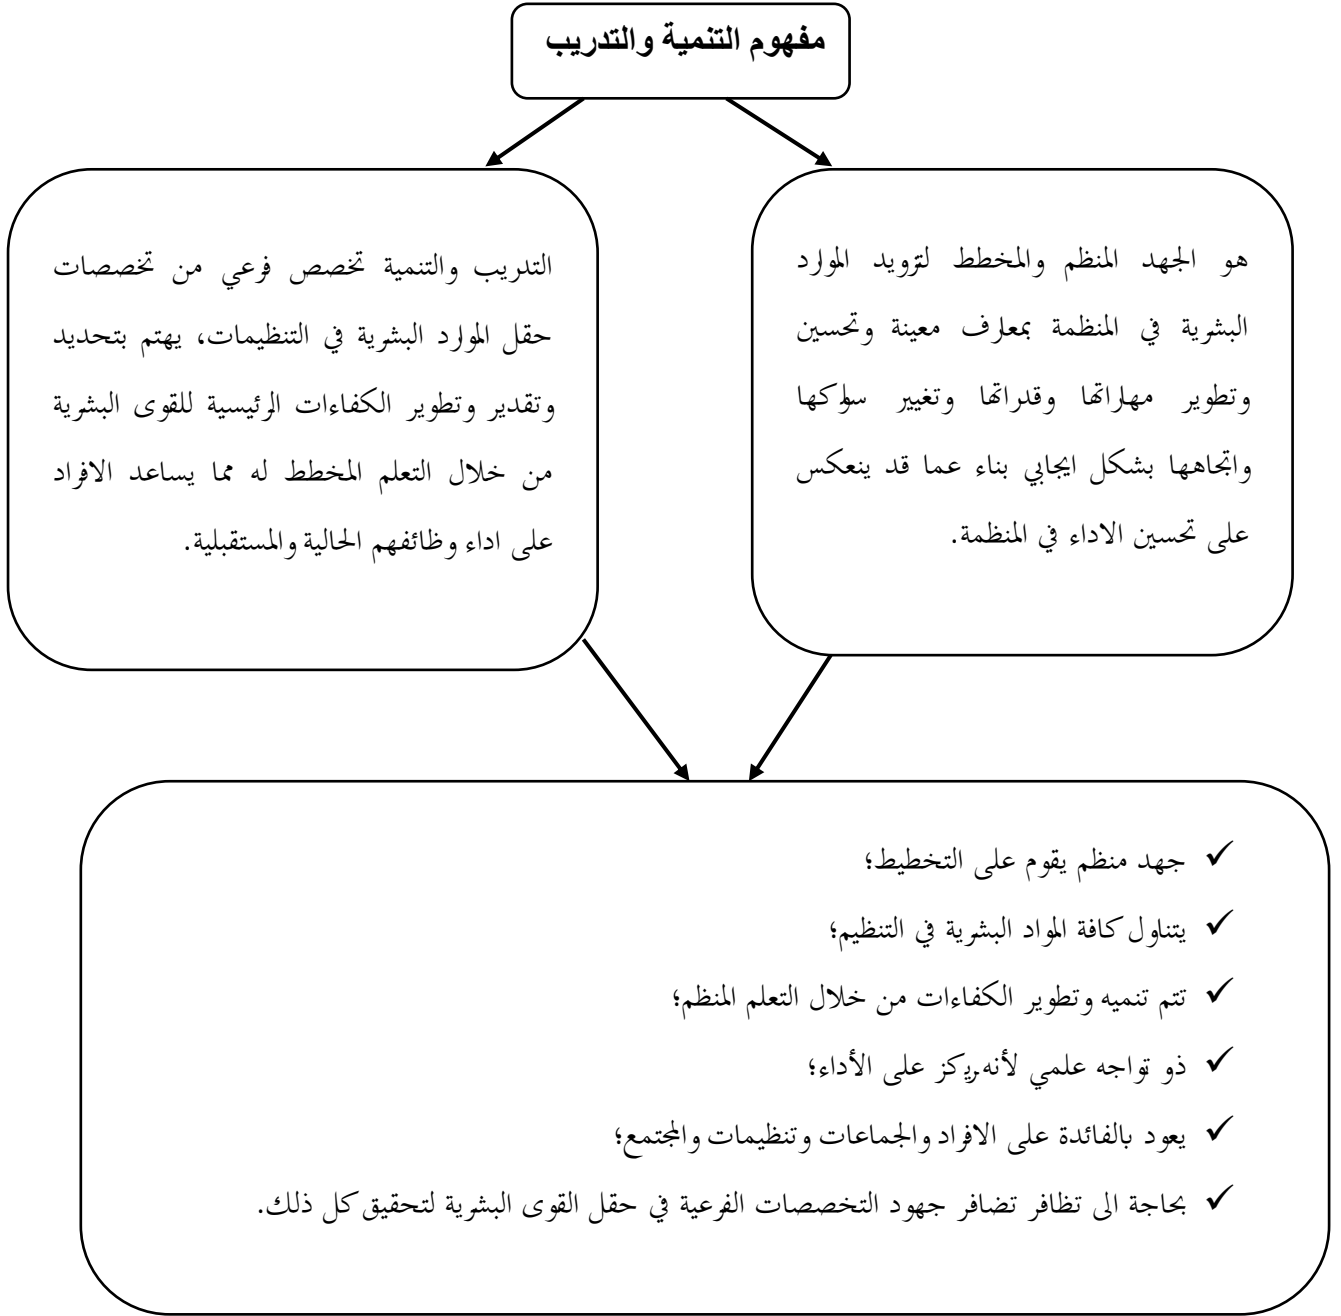 مفهوم التنمية والتدريب
هو الجهد المنظم والمخطط لتزويد الموارد
البشرية في المنظمة بمعارف معينة وتحسين
وتطوير مهاراتها وقدراتها وتغيير سلوكها
واتجاهها بشكل ايجابي بناء عما قد ينعكس
على تحسين الاداء في المنظمة.
التدريب والتنمية تخصص فرعي من تخصصات
حقل الموارد البشرية في التنظيمات، يهتم بتحديد
وتقدير وتطوير الكفاءات الرئيسية للقوى البشرية
من خلال التعلم المخطط له مما يساعد الافراد
على اداء وظائفهم الحالية والمستقبلية.
✓ جهد منظم يقوم على التخطيط؛
✓ يتناول كافة المواد البشرية في التنظيم؛
✓ تتم تنميه وتطوير الكفاءات من خلال التعلم المنظم؛
✓ ذو تواجه علمي لأنه يركز على الأداء؛
✓ يعود بالفائدة على الافراد والجماعات وتنظيمات والمجتمع؛
✓ بحاجة الى تظافر تضافر جهود التخصصات الفرعية في حقل القوى البشرية لتحقيق كل ذلك.